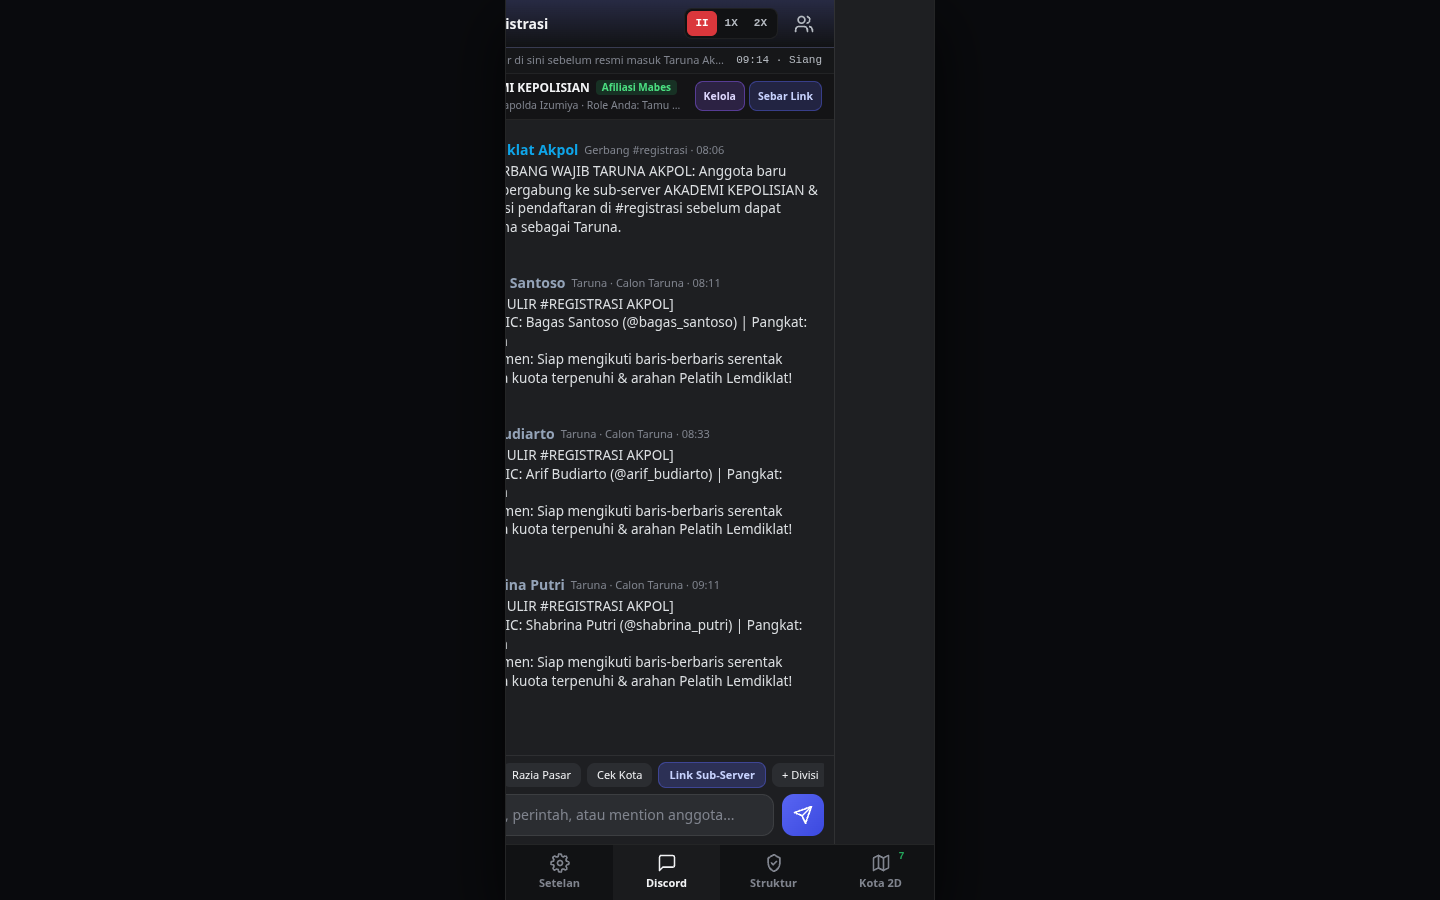 istrasi
II 1X 2X
r di sini sebelum resmi masuk Taruna Ak... 09:14 · Siang
MI KEPOLISIAN Afiliasi Mabes
apolda Izumiya · Role Anda: Tamu ...
Kelola
Sebar Link
klat Akpol Gerbang #registrasi · 08:06
RBANG WAJIB TARUNA AKPOL: Anggota baru
bergabung ke sub-server AKADEMI KEPOLISIAN &
si pendaftaran di #registrasi sebelum dapat
na sebagai Taruna.
Santoso Taruna · Calon Taruna · 08:11
ULIR #REGISTRASI AKPOL]
IC: Bagas Santoso (@bagas_santoso) | Pangkat:
men: Siap mengikuti baris-berbaris serentak
a kuota terpenuhi & arahan Pelatih Lemdiklat!
udiarto Taruna · Calon Taruna · 08:33
ULIR #REGISTRASI AKPOL]
IC: Arif Budiarto (@arif_budiarto) | Pangkat:
men: Siap mengikuti baris-berbaris serentak
a kuota terpenuhi & arahan Pelatih Lemdiklat!
ina Putri Taruna · Calon Taruna · 09:11
ULIR #REGISTRASI AKPOL]
IC: Shabrina Putri (@shabrina_putri) | Pangkat:
men: Siap mengikuti baris-berbaris serentak
a kuota terpenuhi & arahan Pelatih Lemdiklat!
Razia Pasar Cek Kota Link Sub-Server + Divisi
, perintah, atau mention anggota...
7
Setelan Discord Struktur Kota 2D